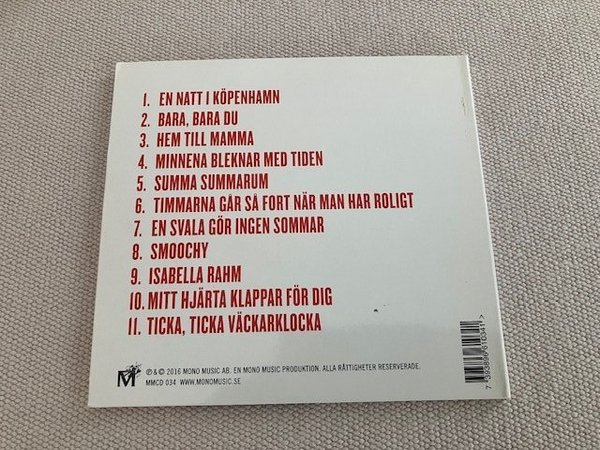 1. EN NATT I KÖPENHAMN
2. BARA, BARA DU
3. HEM TILL MAMMA
4. MINNENA BLEKNAR MED TIDEN
5. SUMMA SUMMARUM
6. TIMMARNA GÅR SÅ FORT NÄR MAN HAR ROLIGT
7. EN SVALA GÖR INGEN SOMMAR
8. SMOOCHY
9. ISABELLA RAHM
10. MITT HJÄRTA KLAPPAR FÖR DIG
11. TICKA, TICKA VÄCKARKLOCKA
M
℗ & © 2016 MONO MUSIC AB. EN MONO MUSIC PRODUKTION. ALLA RÄTTIGHETER RESERVERADE.
MMCD 034 WWW.MONOMUSIC.SE